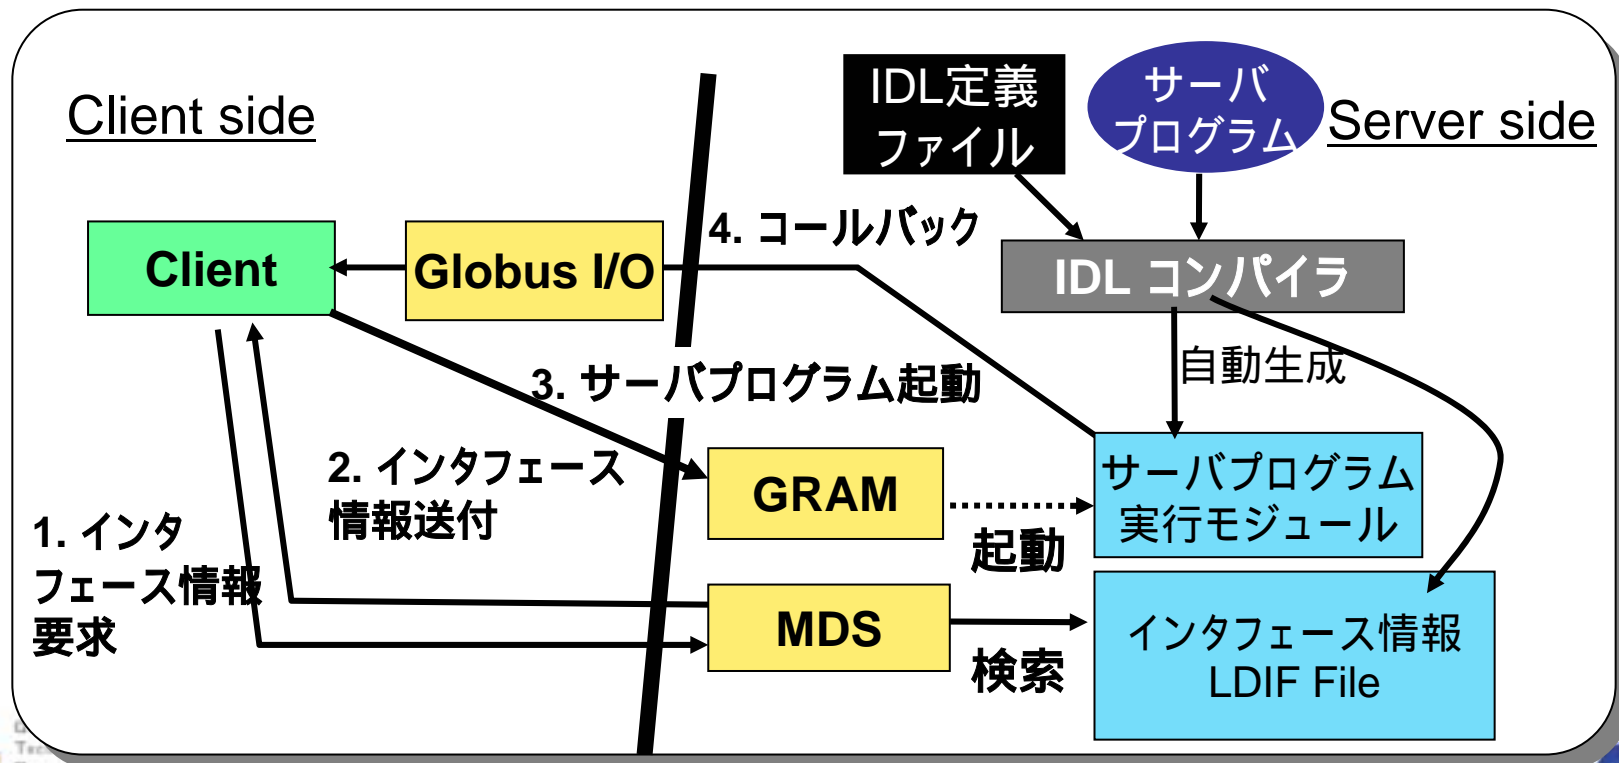 Client side
IDL定義
ファイル
サーバ
プログラム
Server side
Client
Globus I/O
4. コールバック
IDL コンパイラ
自動生成
3. サーバプログラム起動
2. インタフェース
情報送付
GRAM
起動
サーバプログラム
実行モジュール
1. インタ
フェース情報
要求
MDS
検索
インタフェース情報
LDIF File